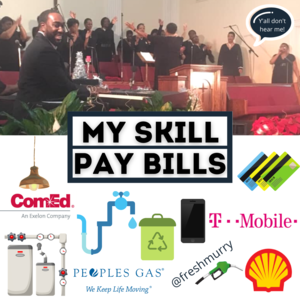 Y'all don't
hear me!
MY SKILL
PAY BILLS
ComEd
An Exelon Company
T··Mobile·
PEOPLES GAS®
We Keep Life Moving™
@freshmurry